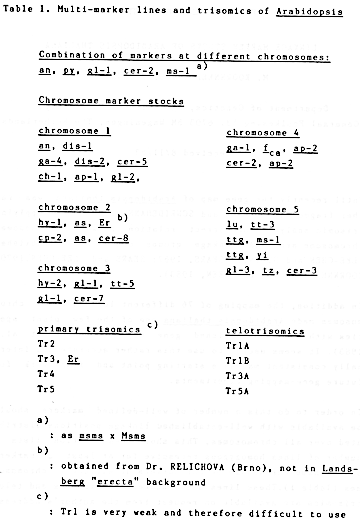 Table 1. Multi-marker lines and trisomics of Arabidopsis
Combination of markers at different chromosomes:
an, py, gl-1, cer-2, ms-1 a)
Chromosome marker stocks
chromosome 1
an, dis-1
ga-4, dis-2, cer-5
ch-1, ap-1, gl-2,
chromosome 4
ga-1, fca, ap-2
cer-2, ap-2
chromosome 2
hy-1, as, Er b)
cp-2, as, cer-8
chromosome 5
lu, tt-3
ttg, ms-1
ttg, yi
gl-3, tz, cer-3
chromosome 3
hy-2, gl-1, tt-5
gl-1, cer-7
primary trisomics c)
Tr2
Tr3, Er
Tr4
Tr5
telotrisomics
Tr1A
Tr1B
Tr3A
Tr5A
a)
: as msms x Msms
b)
: obtained from Dr. RELICHOVA (Brno), not in Lands-
berg "erecta" background
c)
: Tr1 is very weak and therefore difficult to use